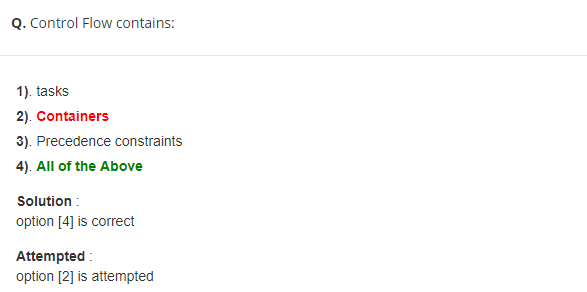 Q. Control Flow contains:
1). tasks
2). Containers
3). Precedence constraints
4). All of the Above
Solution :
option [4] is correct
Attempted :
option [2] is attempted